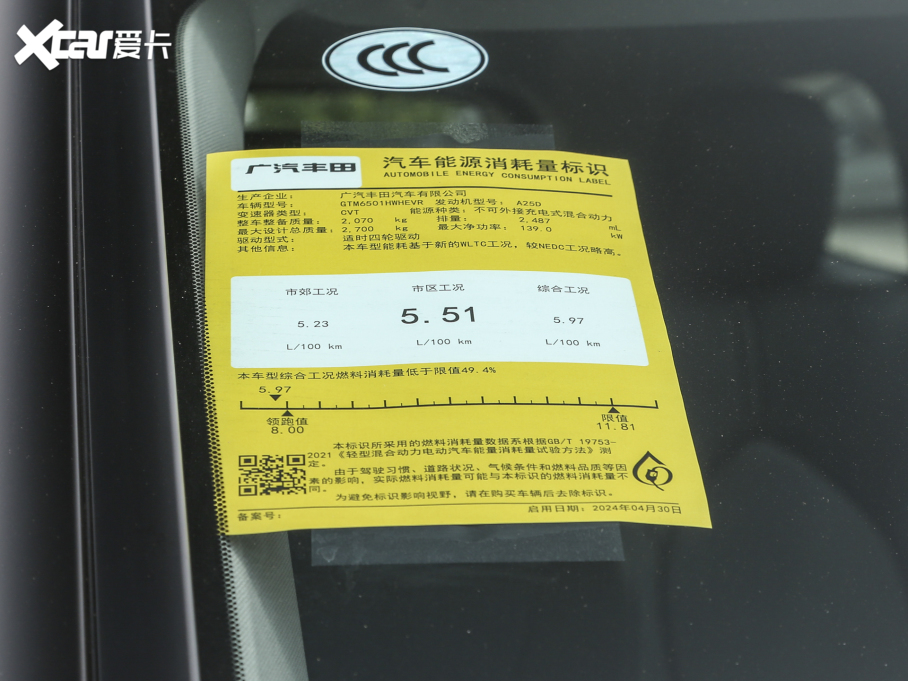 Xcar爱卡
CCC
广汽丰田 汽车能源消耗量标识
AUTOMOBILE ENERGY CONSUMPTION LABEL
生产企业： 广汽丰田汽车有限公司
车辆型号： GTM6501HWHEVR 发动机型号： A25D
变速器类型： CVT 能源种类：不可外接充电式混合动力
整车整备质量： 2,070 kg 排量： 2,487 mL
最大设计总质量： 2,700 kg 最大净功率： 139.0 kW
驱动型式： 适时四轮驱动
其他信息： 本车型能耗基于新的WLTC工况，较NEDC工况略高。
市郊工况 市区工况 综合工况
5.23 5.51 5.97
L/100 km L/100 km L/100 km
本车型综合工况燃料消耗量低于限值49.4%
5.97
领跑值 限值
8.00 11.81
本标识所采用的燃料消耗量数据系根据GB/T 19753-
2021《轻型混合动力电动汽车能量消耗量试验方法》测
定。
由于驾驶习惯、道路状况、气候条件和燃料品质等因
素的影响，实际燃料消耗量可能与本标识的燃料消耗量不
同。
为避免标识影响视野，请在购买车辆后去除标识。
备案号： 启用日期：2024年04月30日